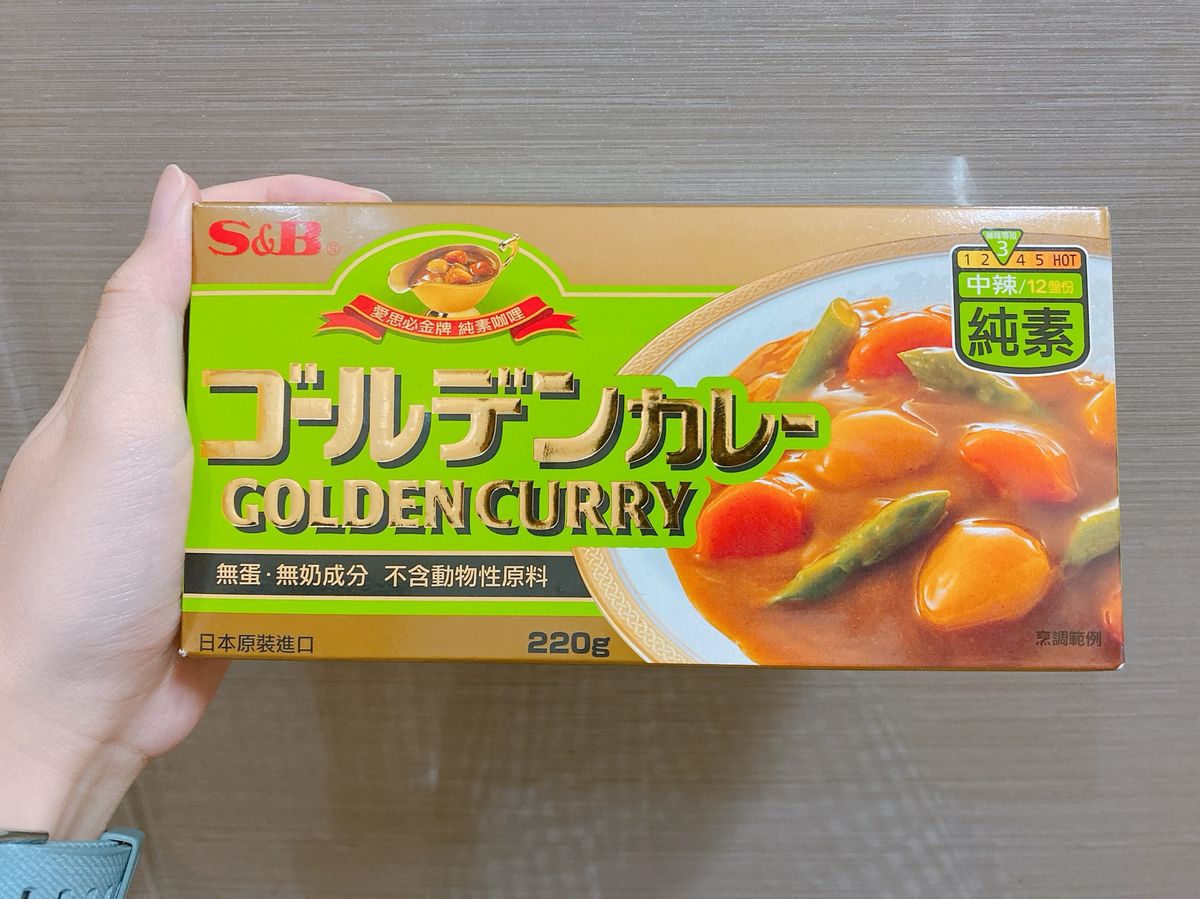 S&B®
愛思必金牌 純素咖哩
ゴールデンカレー
GOLDEN CURRY
無蛋·無奶成分 不含動物性原料
日本原裝進口
220g
3
1 2 4 5 HOT
中辣/12盤份
純素
烹調範例